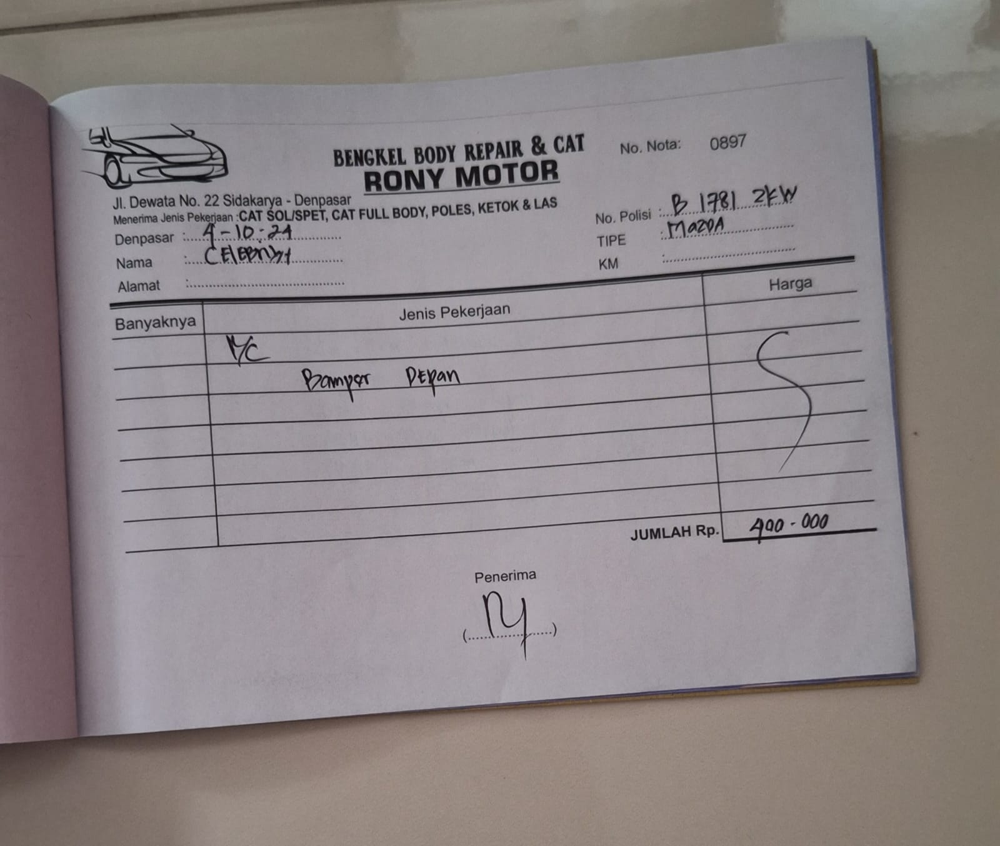 BENGKEL BODY REPAIR & CAT
RONY MOTOR
No. Nota: 0897
Jl. Dewata No. 22 Sidakarya - Denpasar
Menerima Jenis Pekerjaan :CAT SOL/SPET, CAT FULL BODY, POLES, KETOK & LAS
No. Polisi : B 1781 ZKW
Denpasar : 4-10-24
TIPE : MAZDA
Nama :
KM :
Alamat :
Banyaknya Jenis Pekerjaan Harga
Bamper DEpan
JUMLAH Rp. 400-000
Penerima